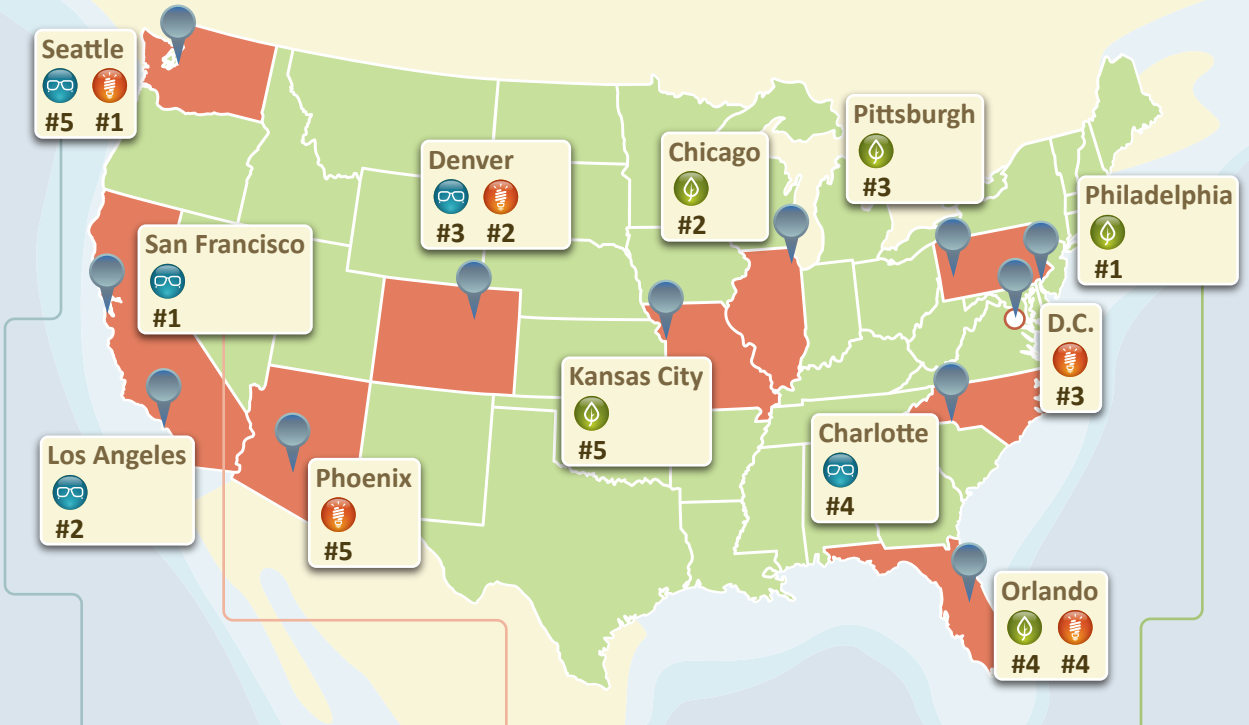 Seattle
#5 #1
Denver
#3 #2
Chicago
#2
Pittsburgh
#3
Philadelphia
#1
San Francisco
#1
D.C.
#3
Kansas City
#5
Charlotte
#4
Los Angeles
#2
Phoenix
#5
Orlando
#4 #4